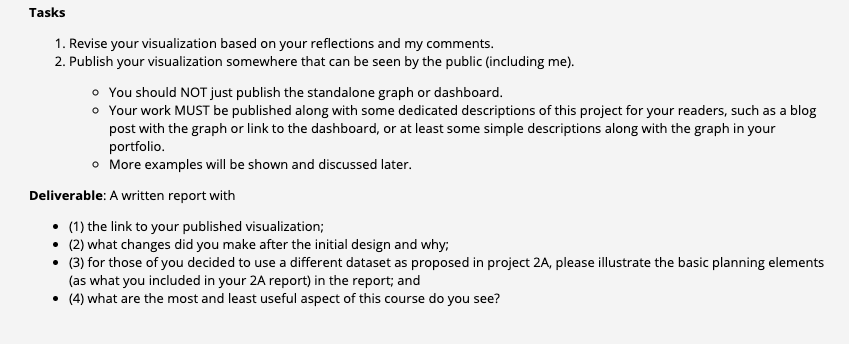 Tasks
1. Revise your visualization based on your reflections and my comments.
2. Publish your visualization somewhere that can be seen by the public (including me).
○ You should NOT just publish the standalone graph or dashboard.
○ Your work MUST be published along with some dedicated descriptions of this project for your readers, such as a blog
post with the graph or link to the dashboard, or at least some simple descriptions along with the graph in your
portfolio.
○ More examples will be shown and discussed later.
Deliverable: A written report with
• (1) the link to your published visualization;
• (2) what changes did you make after the initial design and why;
• (3) for those of you decided to use a different dataset as proposed in project 2A, please illustrate the basic planning elements
(as what you included in your 2A report) in the report; and
• (4) what are the most and least useful aspect of this course do you see?